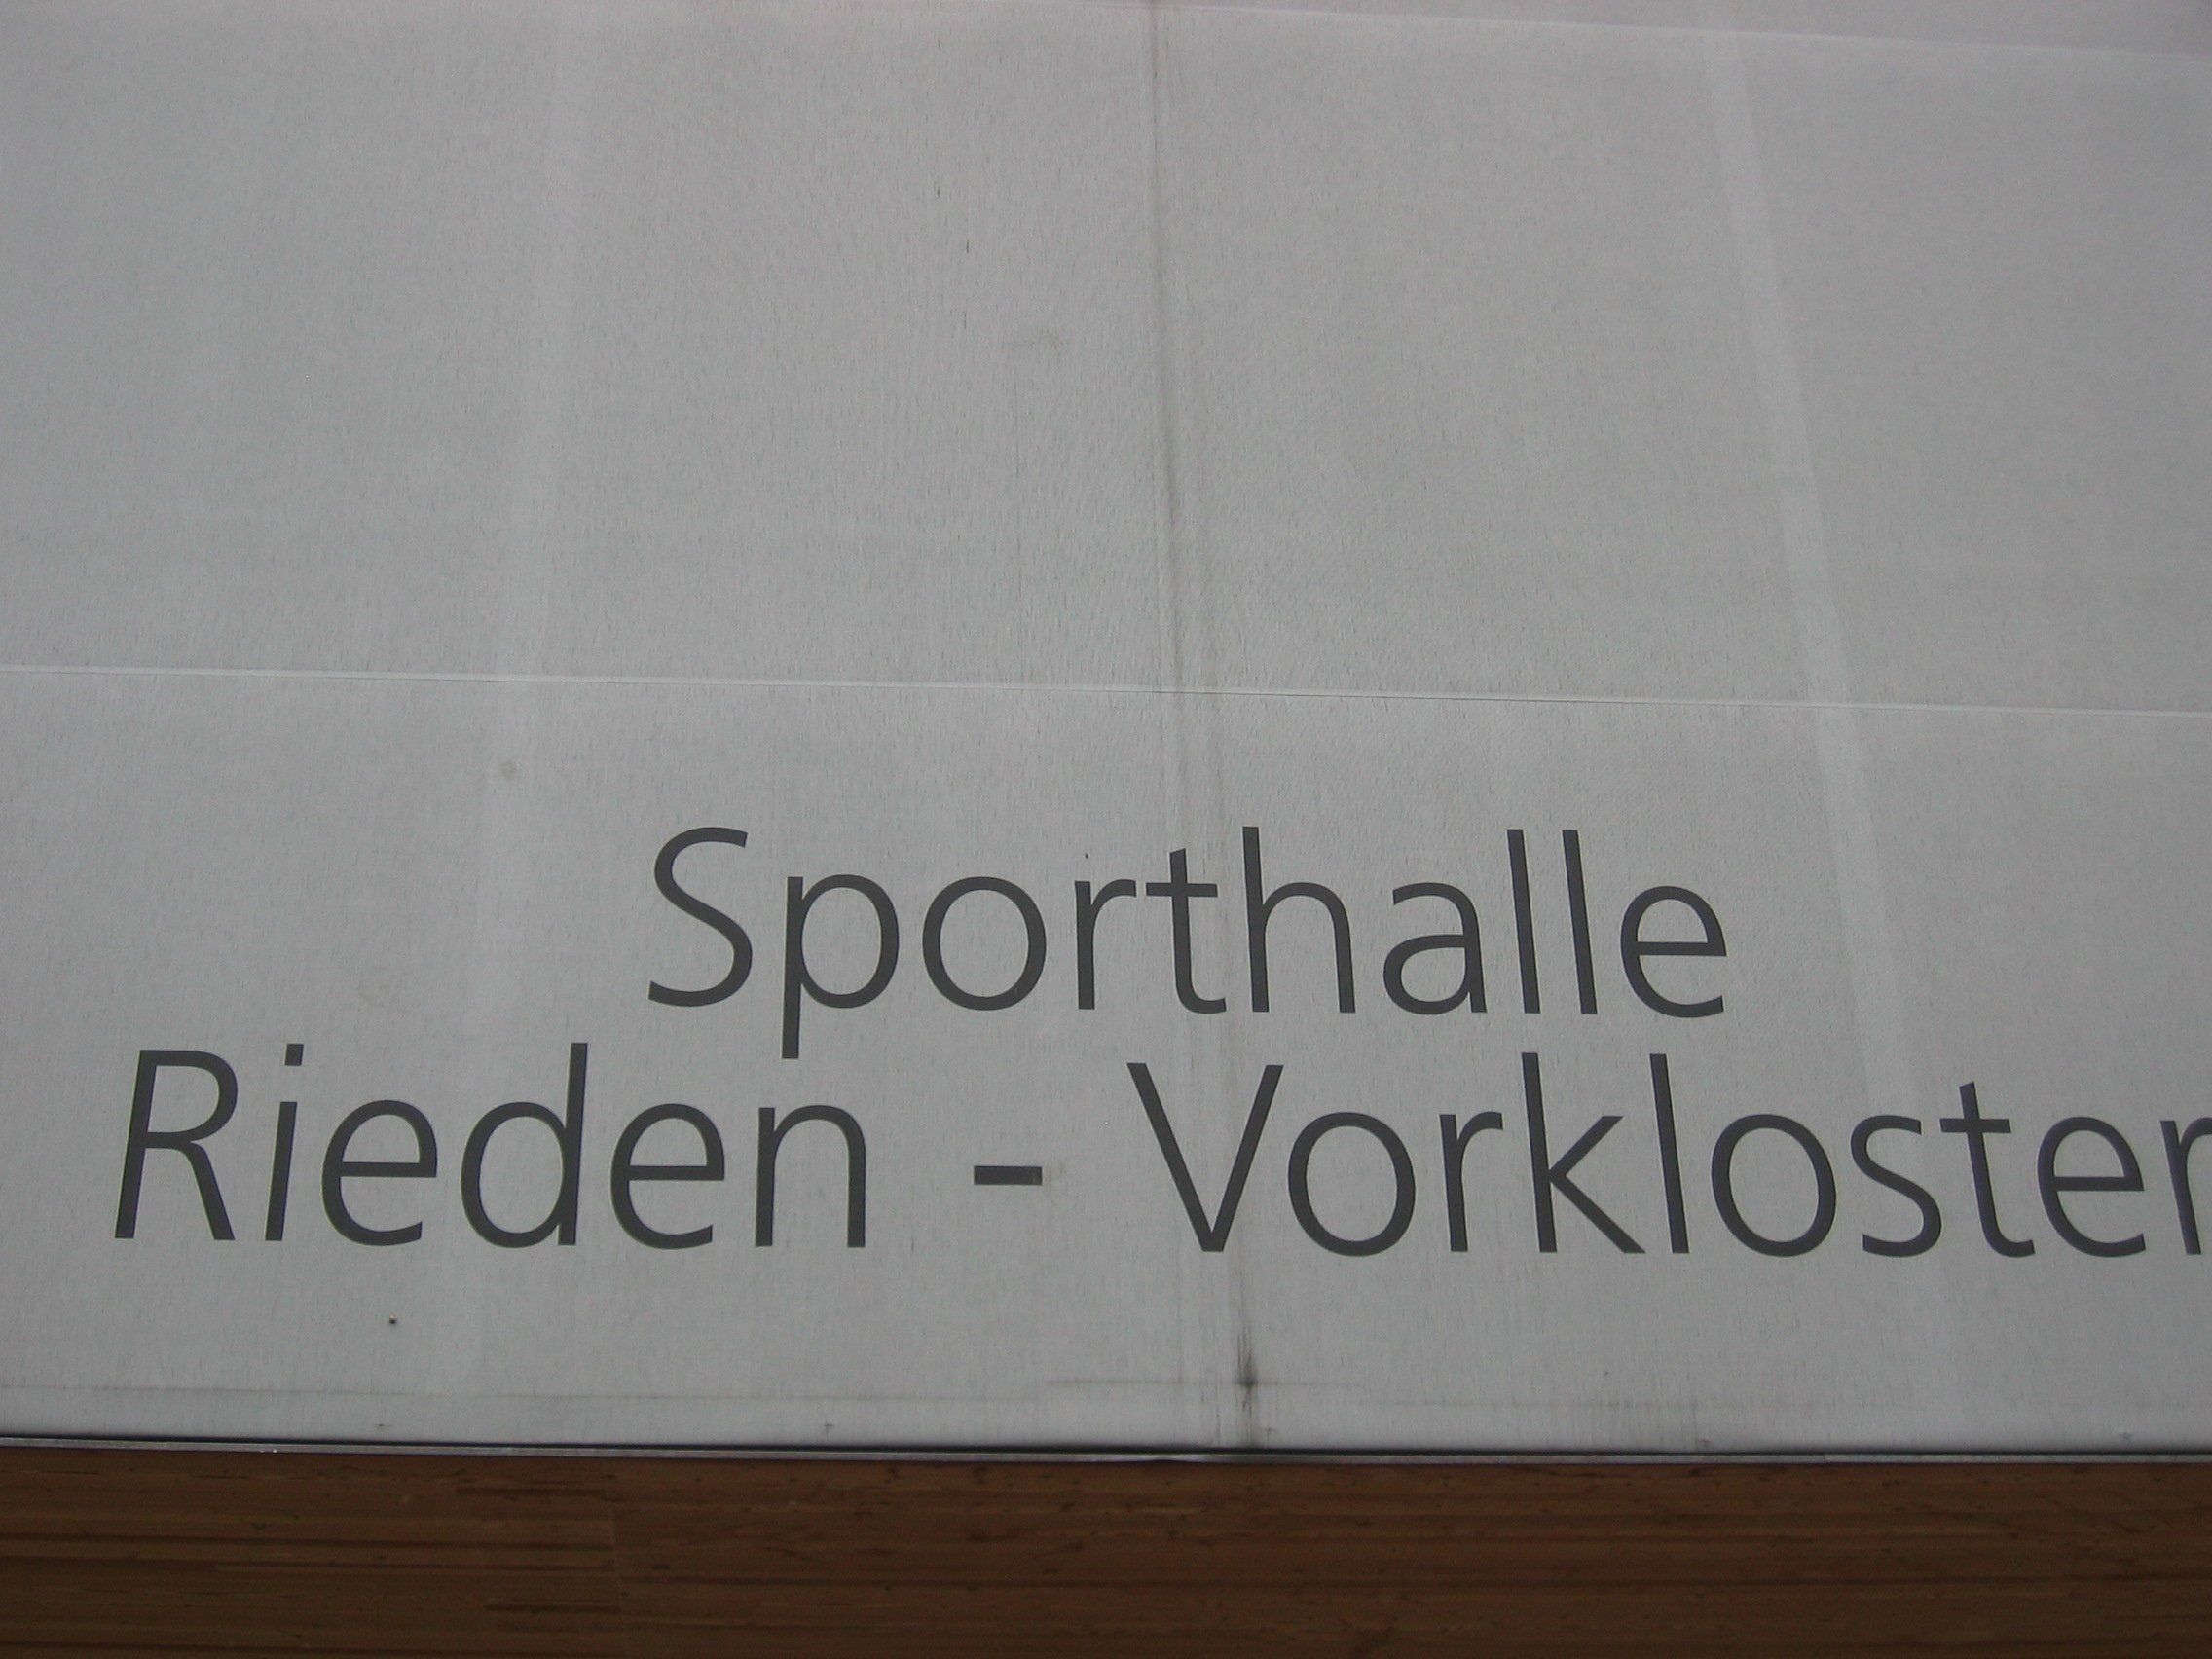 Sporthalle
Rieden - Vorkloster